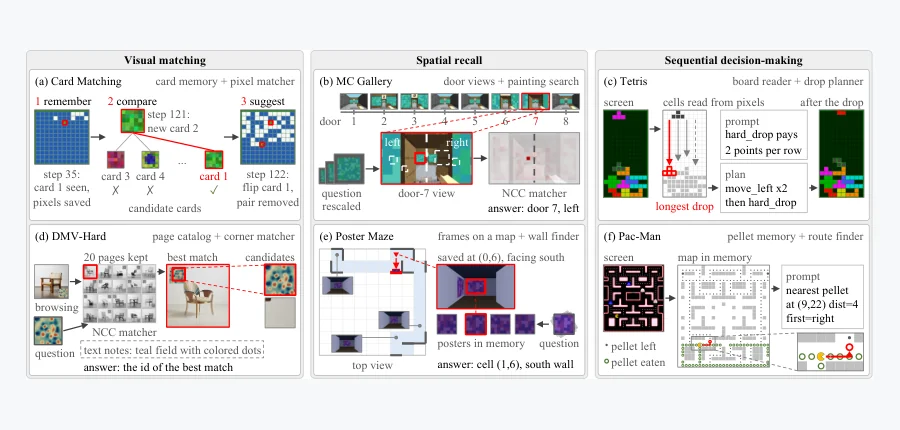 Visual matching
Spatial recall
Sequential decision-making
(a) Card Matching
card memory + pixel matcher
1 remember
2 compare
3 suggest
step 121:
new card 2
step 35:
card 1 seen,
pixels saved
card 3
card 4
...
card 1
candidate cards
step 122:
flip card 1,
pair removed
(b) MC Gallery
door views + painting search
door
1
2
3
4
5
6
7
8
left
right
question
rescaled
door-7 view
NCC matcher
answer: door 7, left
(c) Tetris
board reader + drop planner
screen
cells read from pixels
after the drop
prompt
hard_drop pays
2 points per row
plan
move_left x2
then hard_drop
longest drop
(d) DMV-Hard
page catalog + corner matcher
20 pages kept
best match
candidates
browsing
question
NCC matcher
text notes: teal field with colored dots
answer: the id of the best match
(e) Poster Maze
frames on a map + wall finder
saved at (0,6), facing south
posters in memory
question
top view
answer: cell (1,6), south wall
(f) Pac-Man
pellet memory + route finder
screen
map in memory
prompt
nearest pellet
at (9,22) dist=4
first=right
pellet left
pellet eaten